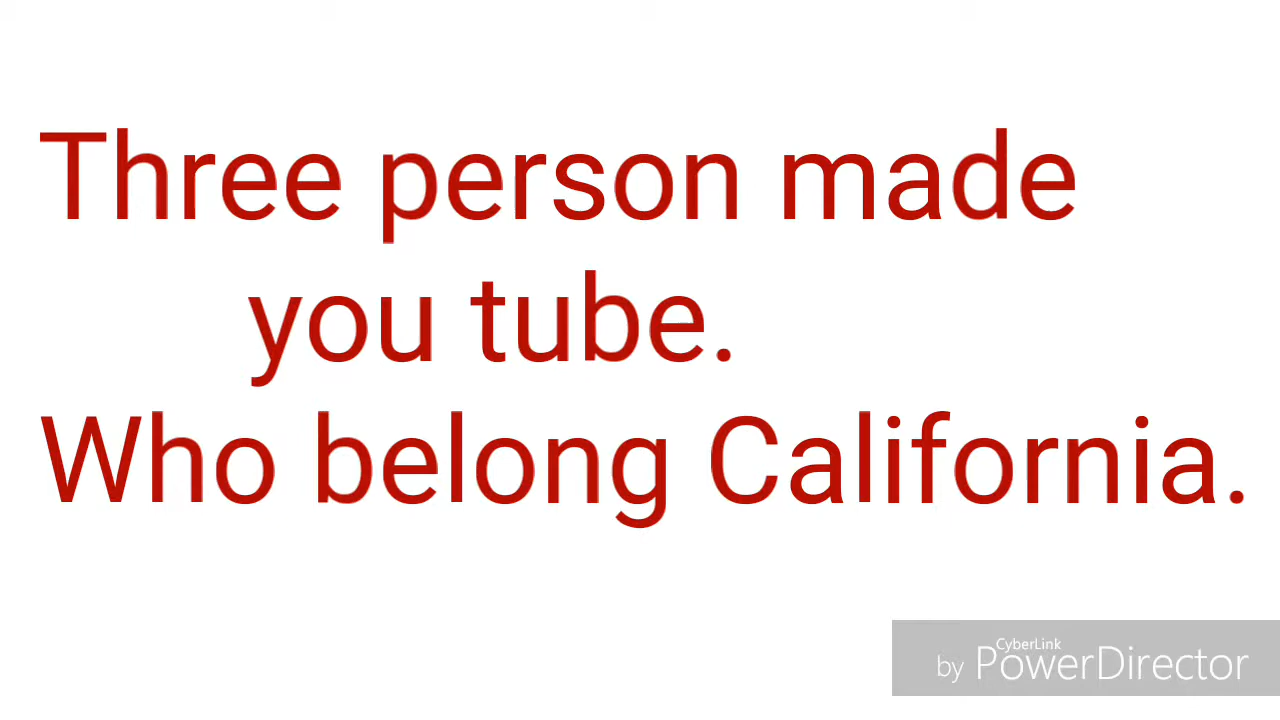 Three person made
you tube.
Who belong California.
CyberLink
by PowerDirector